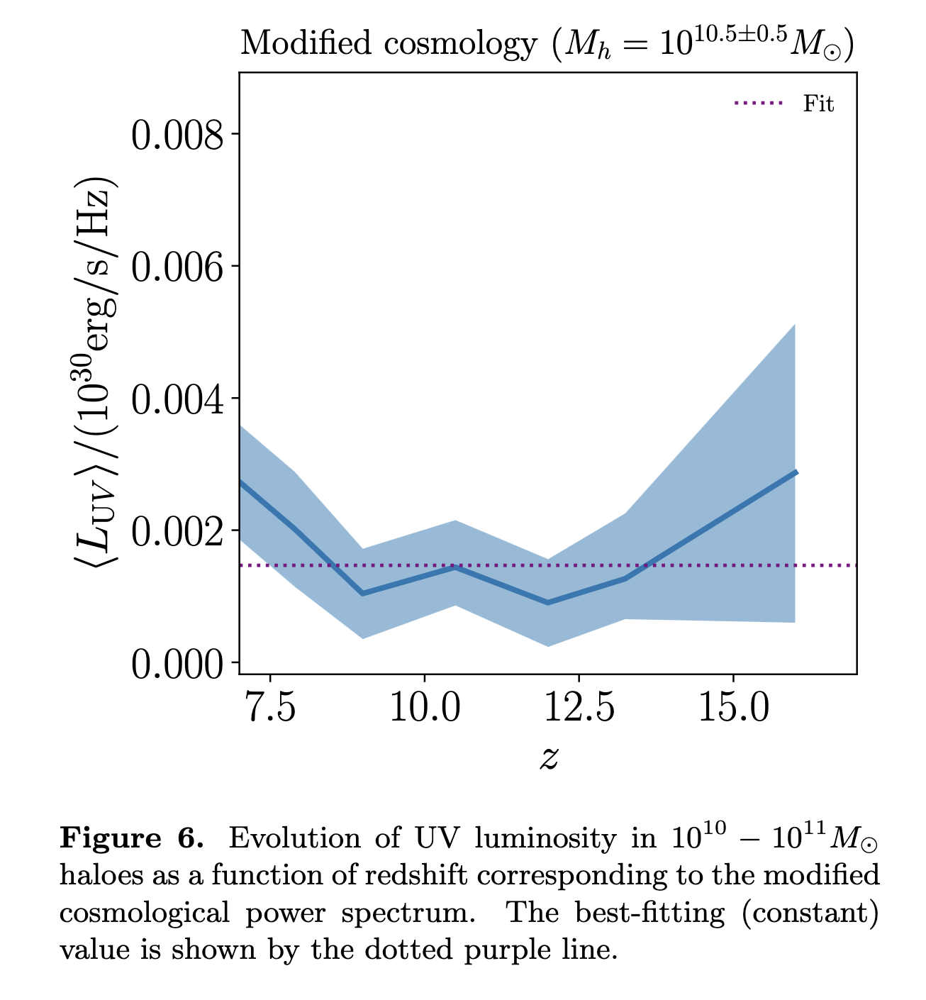 Modified cosmology (M_h = 10^{10.5±0.5} M_⊙)
Fit
0.008
0.006
0.004
0.002
0.000
⟨L_UV⟩/(10^{30}erg/s/Hz)
7.5 10.0 12.5 15.0
z
Figure 6. Evolution of UV luminosity in 10^{10} − 10^{11}M_⊙
haloes as a function of redshift corresponding to the modified
cosmological power spectrum. The best-fitting (constant)
value is shown by the dotted purple line.